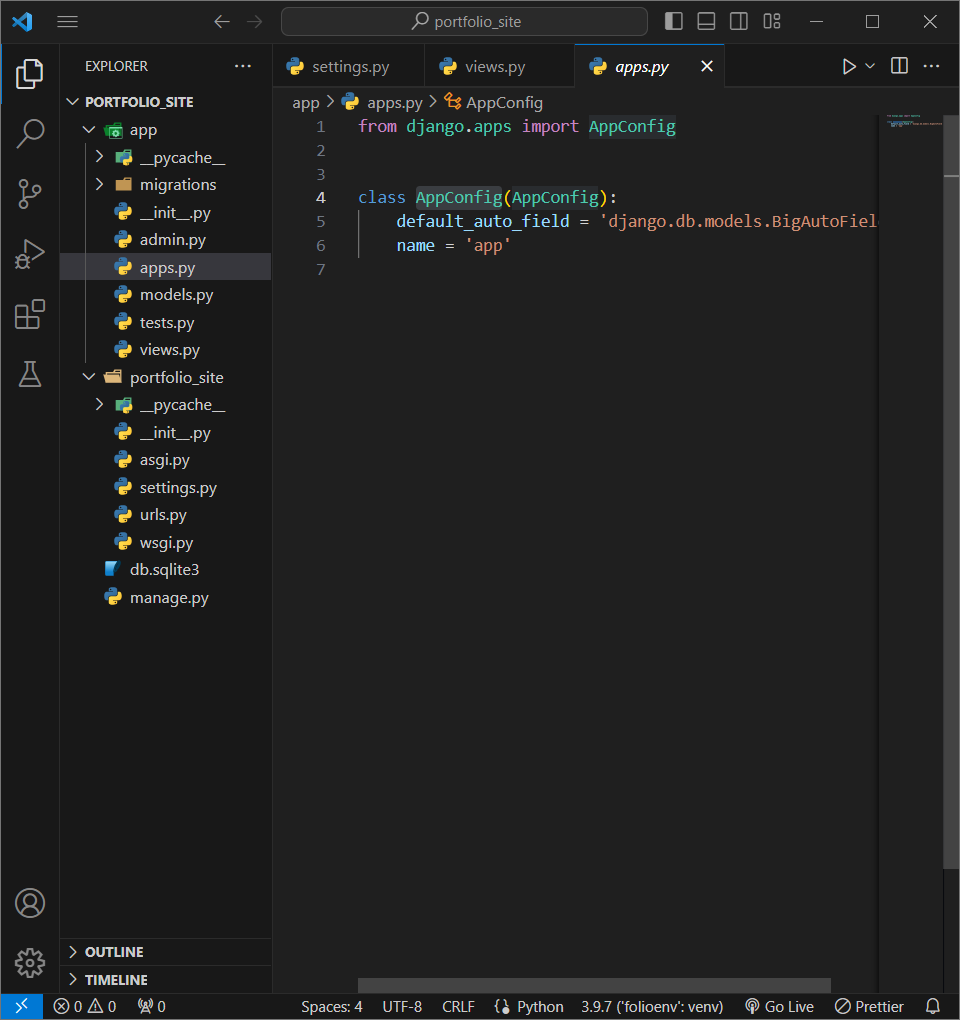 portfolio_site
EXPLORER
settings.py
views.py
apps.py
PORTFOLIO_SITE
app
__pycache__
migrations
__init__.py
admin.py
apps.py
models.py
tests.py
views.py
portfolio_site
__pycache__
__init__.py
asgi.py
settings.py
urls.py
wsgi.py
db.sqlite3
manage.py
OUTLINE
TIMELINE
app > apps.py > AppConfig
1 from django.apps import AppConfig
2
3
4 class AppConfig(AppConfig):
5 default_auto_field = 'django.db.models.BigAutoFiel
6 name = 'app'
7
0 0 0 Spaces: 4 UTF-8 CRLF Python 3.9.7 ('folioenv': venv) Go Live Prettier